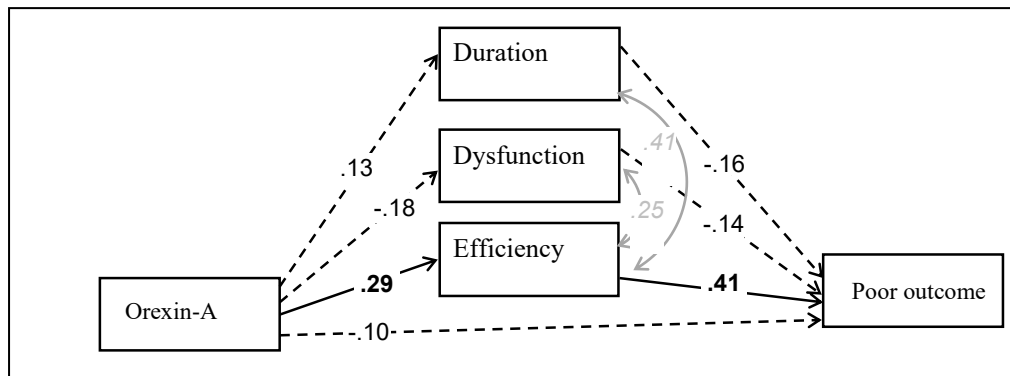 Duration
.41
Dysfunction
-.16
.13
-.18
.25
-.14
Efficiency
.29
.41
Orexin-A
Poor outcome
-.10